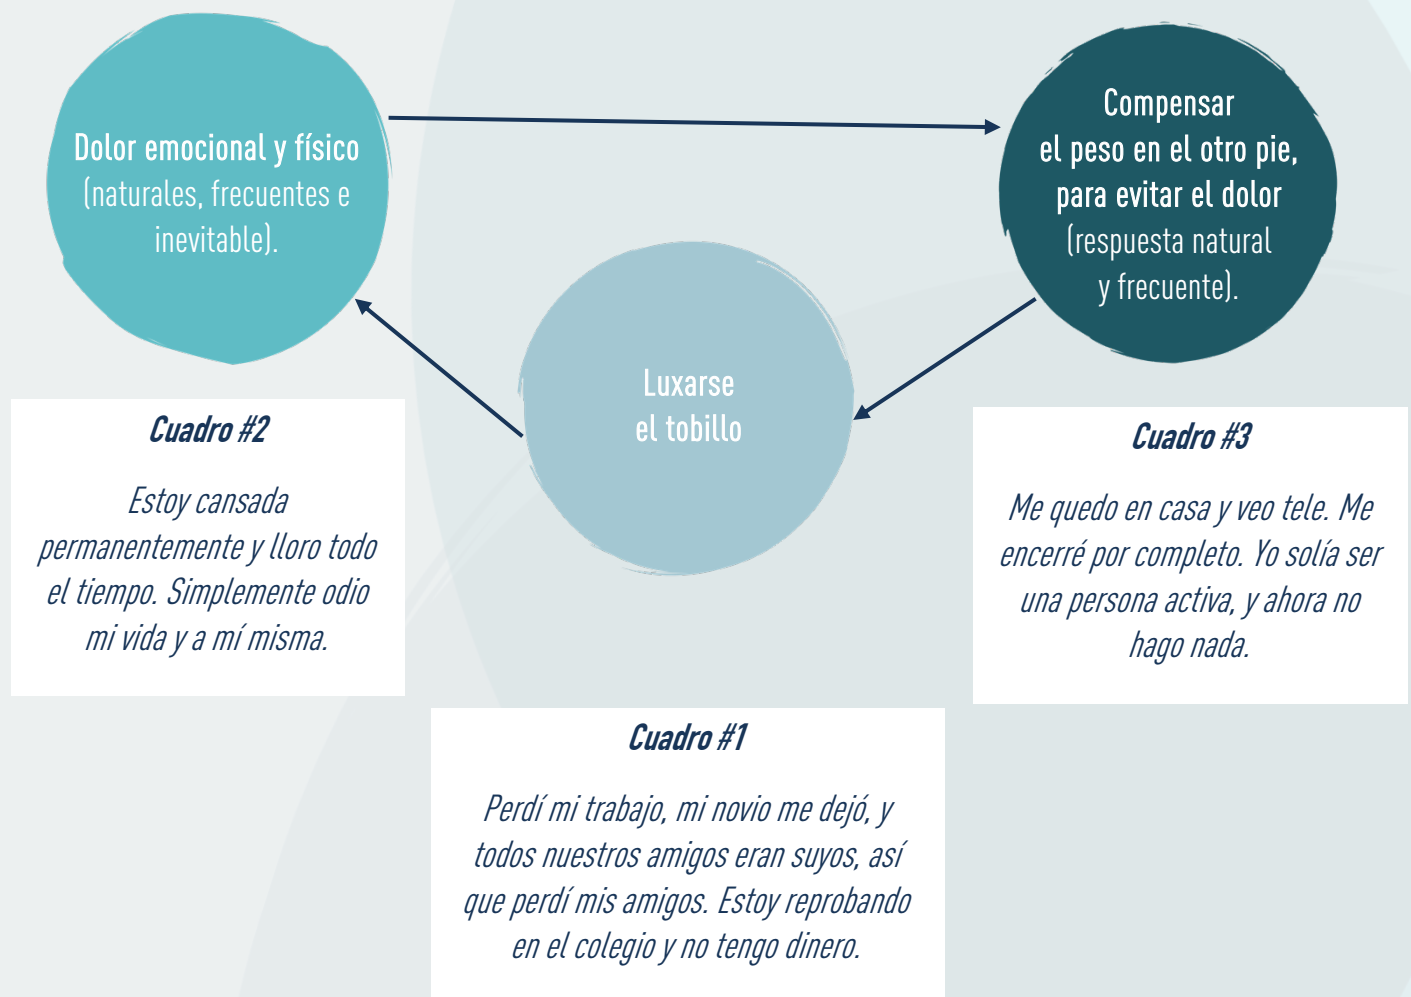 Dolor emocional y físico
(naturales, frecuentes e
inevitable).
Compensar
el peso en el otro pie,
para evitar el dolor
(respuesta natural
y frecuente).
Luxarse
el tobillo
Cuadro #2
Estoy cansada
permanentemente y lloro todo
el tiempo. Simplemente odio
mi vida y a mí misma.
Cuadro #3
Me quedo en casa y veo tele. Me
encerré por completo. Yo solía ser
una persona activa, y ahora no
hago nada.
Cuadro #1
Perdí mi trabajo, mi novio me dejó, y
todos nuestros amigos eran suyos, así
que perdí mis amigos. Estoy reprobando
en el colegio y no tengo dinero.